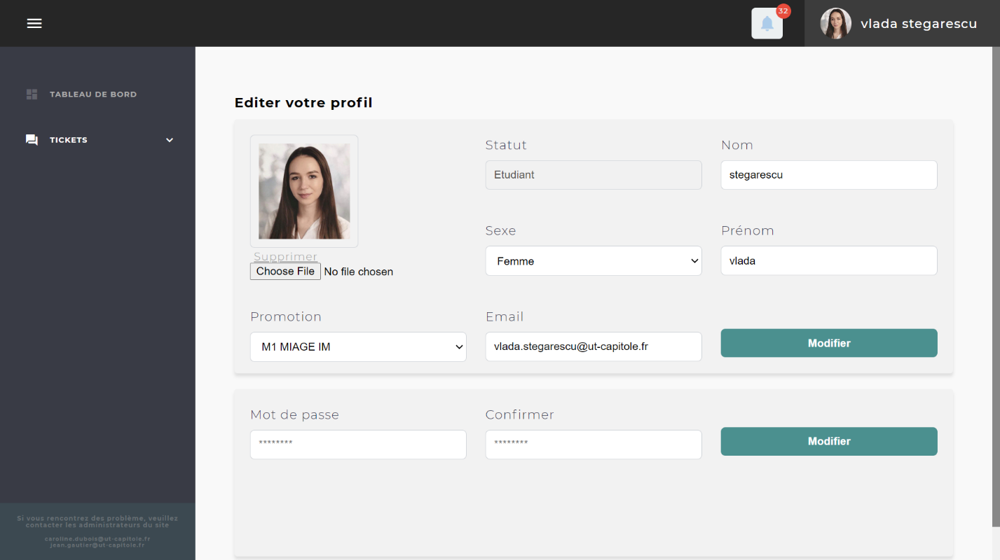 32
vlada stegarescu
TABLEAU DE BORD
TICKETS
Editer votre profil
Statut
Etudiant
Nom
stegarescu
Supprimer
Choose File No file chosen
Sexe
Femme
Prénom
vlada
Promotion
M1 MIAGE IM
Email
vlada.stegarescu@ut-capitole.fr
Modifier
Mot de passe
********
Confirmer
********
Modifier
Si vous rencontrez des problème, veuillez
contacter les administrateurs du site
caroline.dubois@ut-capitole.fr
jean.gautier@ut-capitole.fr